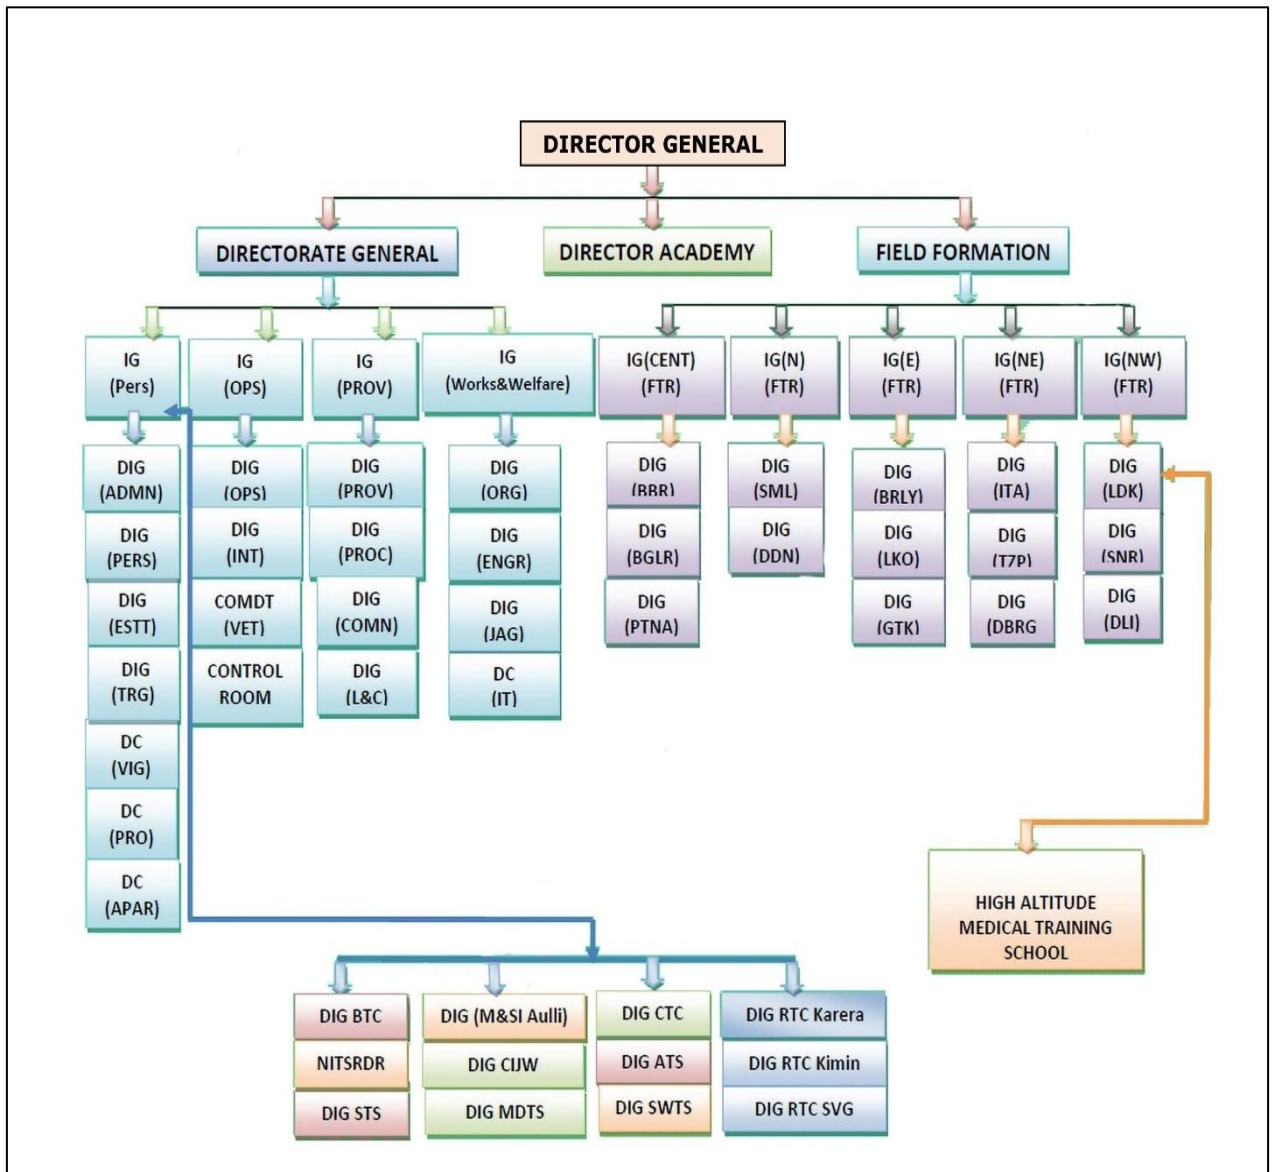 DIRECTOR GENERAL
DIRECTORATE GENERAL
DIRECTOR ACADEMY
FIELD FORMATION
IG
(Pers)
IG
(OPS)
IG
(PROV)
IG
(Works&Welfare)
IG(CENT)
(FTR)
IG(N)
(FTR)
IG(E)
(FTR)
IG(NE)
(FTR)
IG(NW)
(FTR)
DIG
(ADMN)
DIG
(PERS)
DIG
(ESTT)
DIG
(TRG)
DC
(VIG)
DC
(PRO)
DC
(APAR)
DIG
(OPS)
DIG
(INT)
COMDT
(VET)
CONTROL
ROOM
DIG
(PROV)
DIG
(PROC)
DIG
(COMN)
DIG
(L&C)
DIG
(ORG)
DIG
(ENGR)
DIG
(JAG)
DC
(IT)
DIG
(BBR)
DIG
(BGLR)
DIG
(PTNA)
DIG
(SML)
DIG
(DDN)
DIG
(BRLY)
DIG
(LKO)
DIG
(GTK)
DIG
(ITA)
DIG
(TZP)
DIG
(DBRG
DIG
(LDK)
DIG
(SNR)
DIG
(DLI)
HIGH ALTITUDE
MEDICAL TRAINING
SCHOOL
DIG BTC
NITSRDR
DIG STS
DIG (M&SI Aulli)
DIG CIJW
DIG MDTS
DIG CTC
DIG ATS
DIG SWTS
DIG RTC Karera
DIG RTC Kimin
DIG RTC SVG